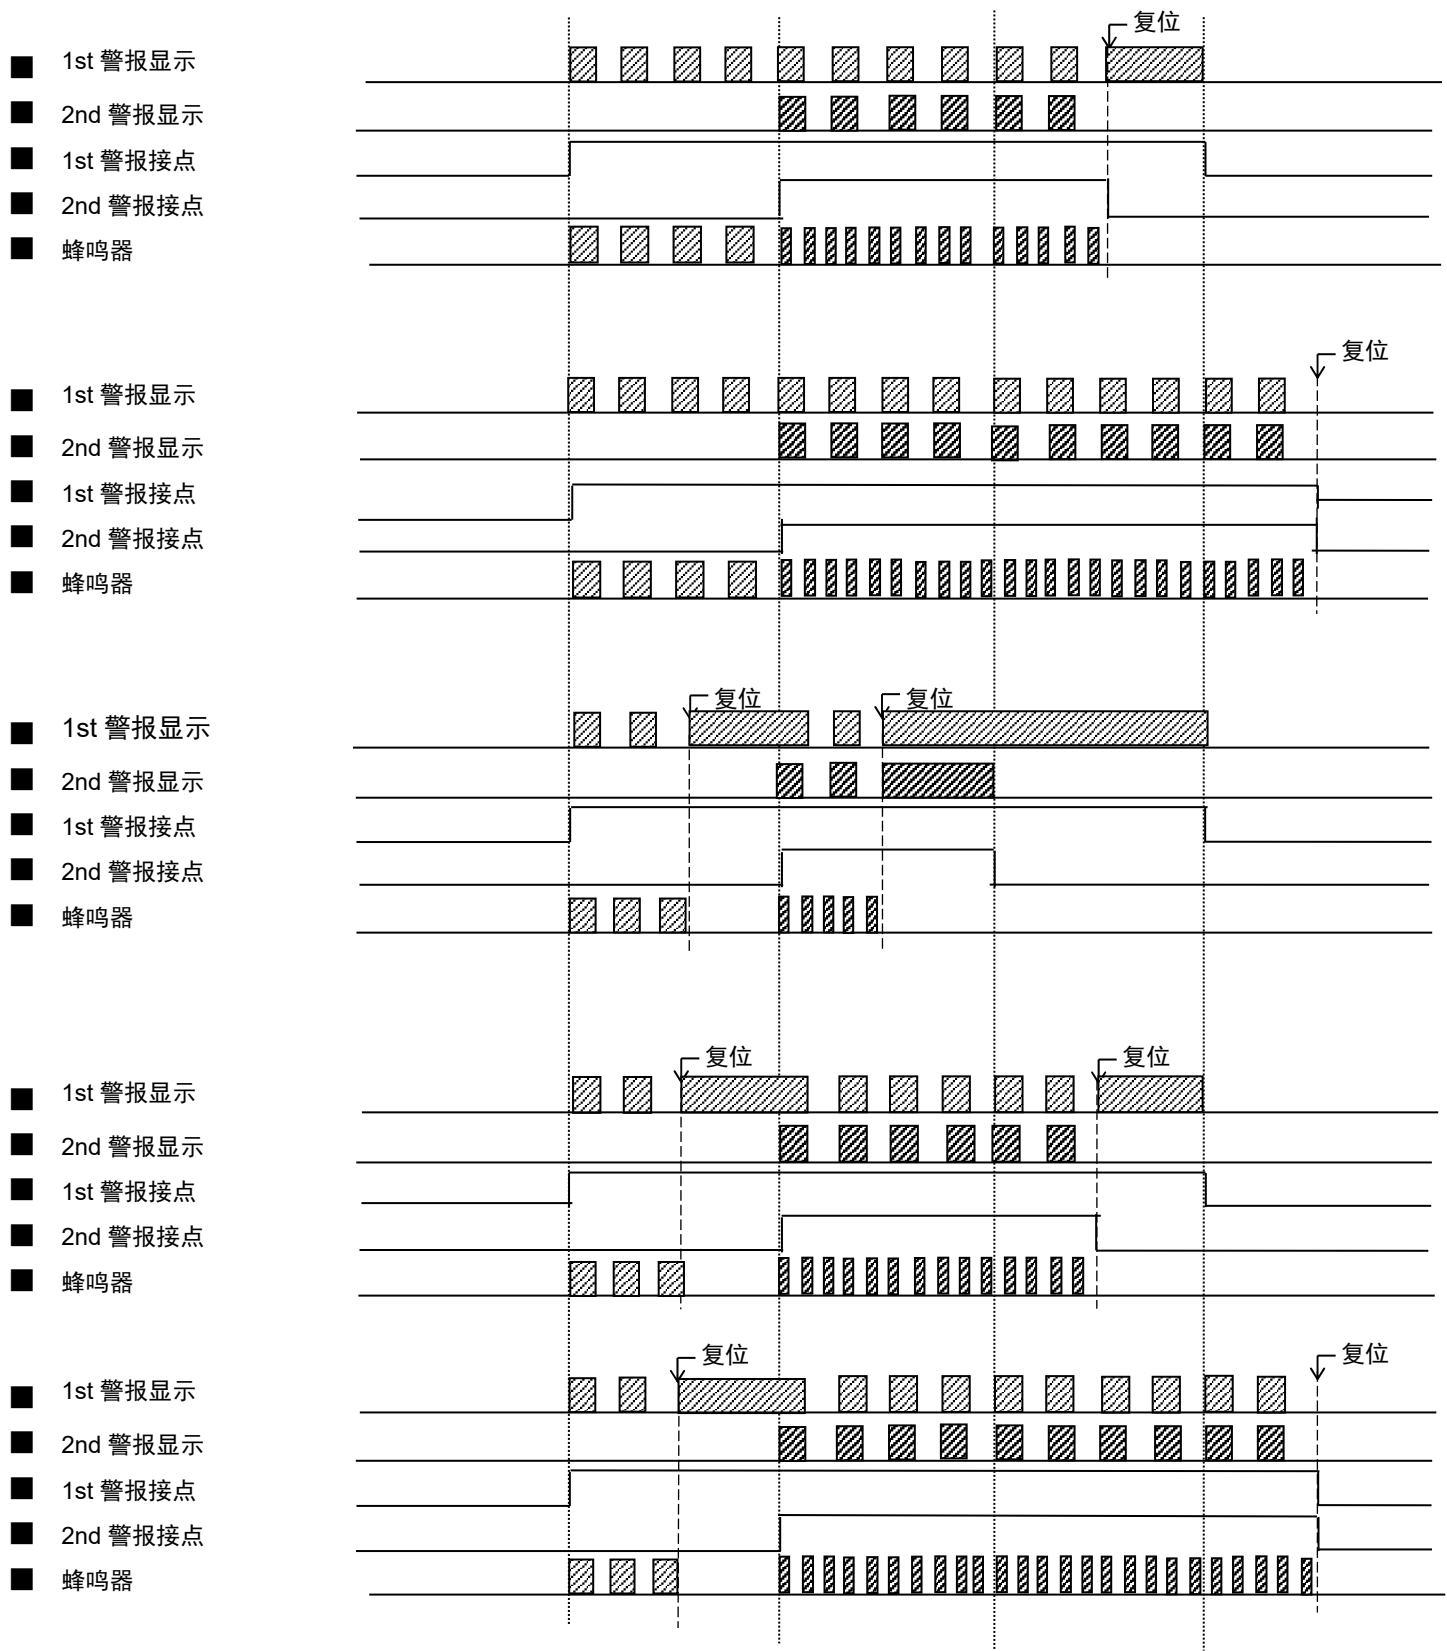 复位
■ 1st 警报显示
■ 2nd 警报显示
■ 1st 警报接点
■ 2nd 警报接点
■ 蜂鸣器
复位
■ 1st 警报显示
■ 2nd 警报显示
■ 1st 警报接点
■ 2nd 警报接点
■ 蜂鸣器
复位 复位
■ 1st 警报显示
■ 2nd 警报显示
■ 1st 警报接点
■ 2nd 警报接点
■ 蜂鸣器
复位 复位
■ 1st 警报显示
■ 2nd 警报显示
■ 1st 警报接点
■ 2nd 警报接点
■ 蜂鸣器
复位 复位
■ 1st 警报显示
■ 2nd 警报显示
■ 1st 警报接点
■ 2nd 警报接点
■ 蜂鸣器